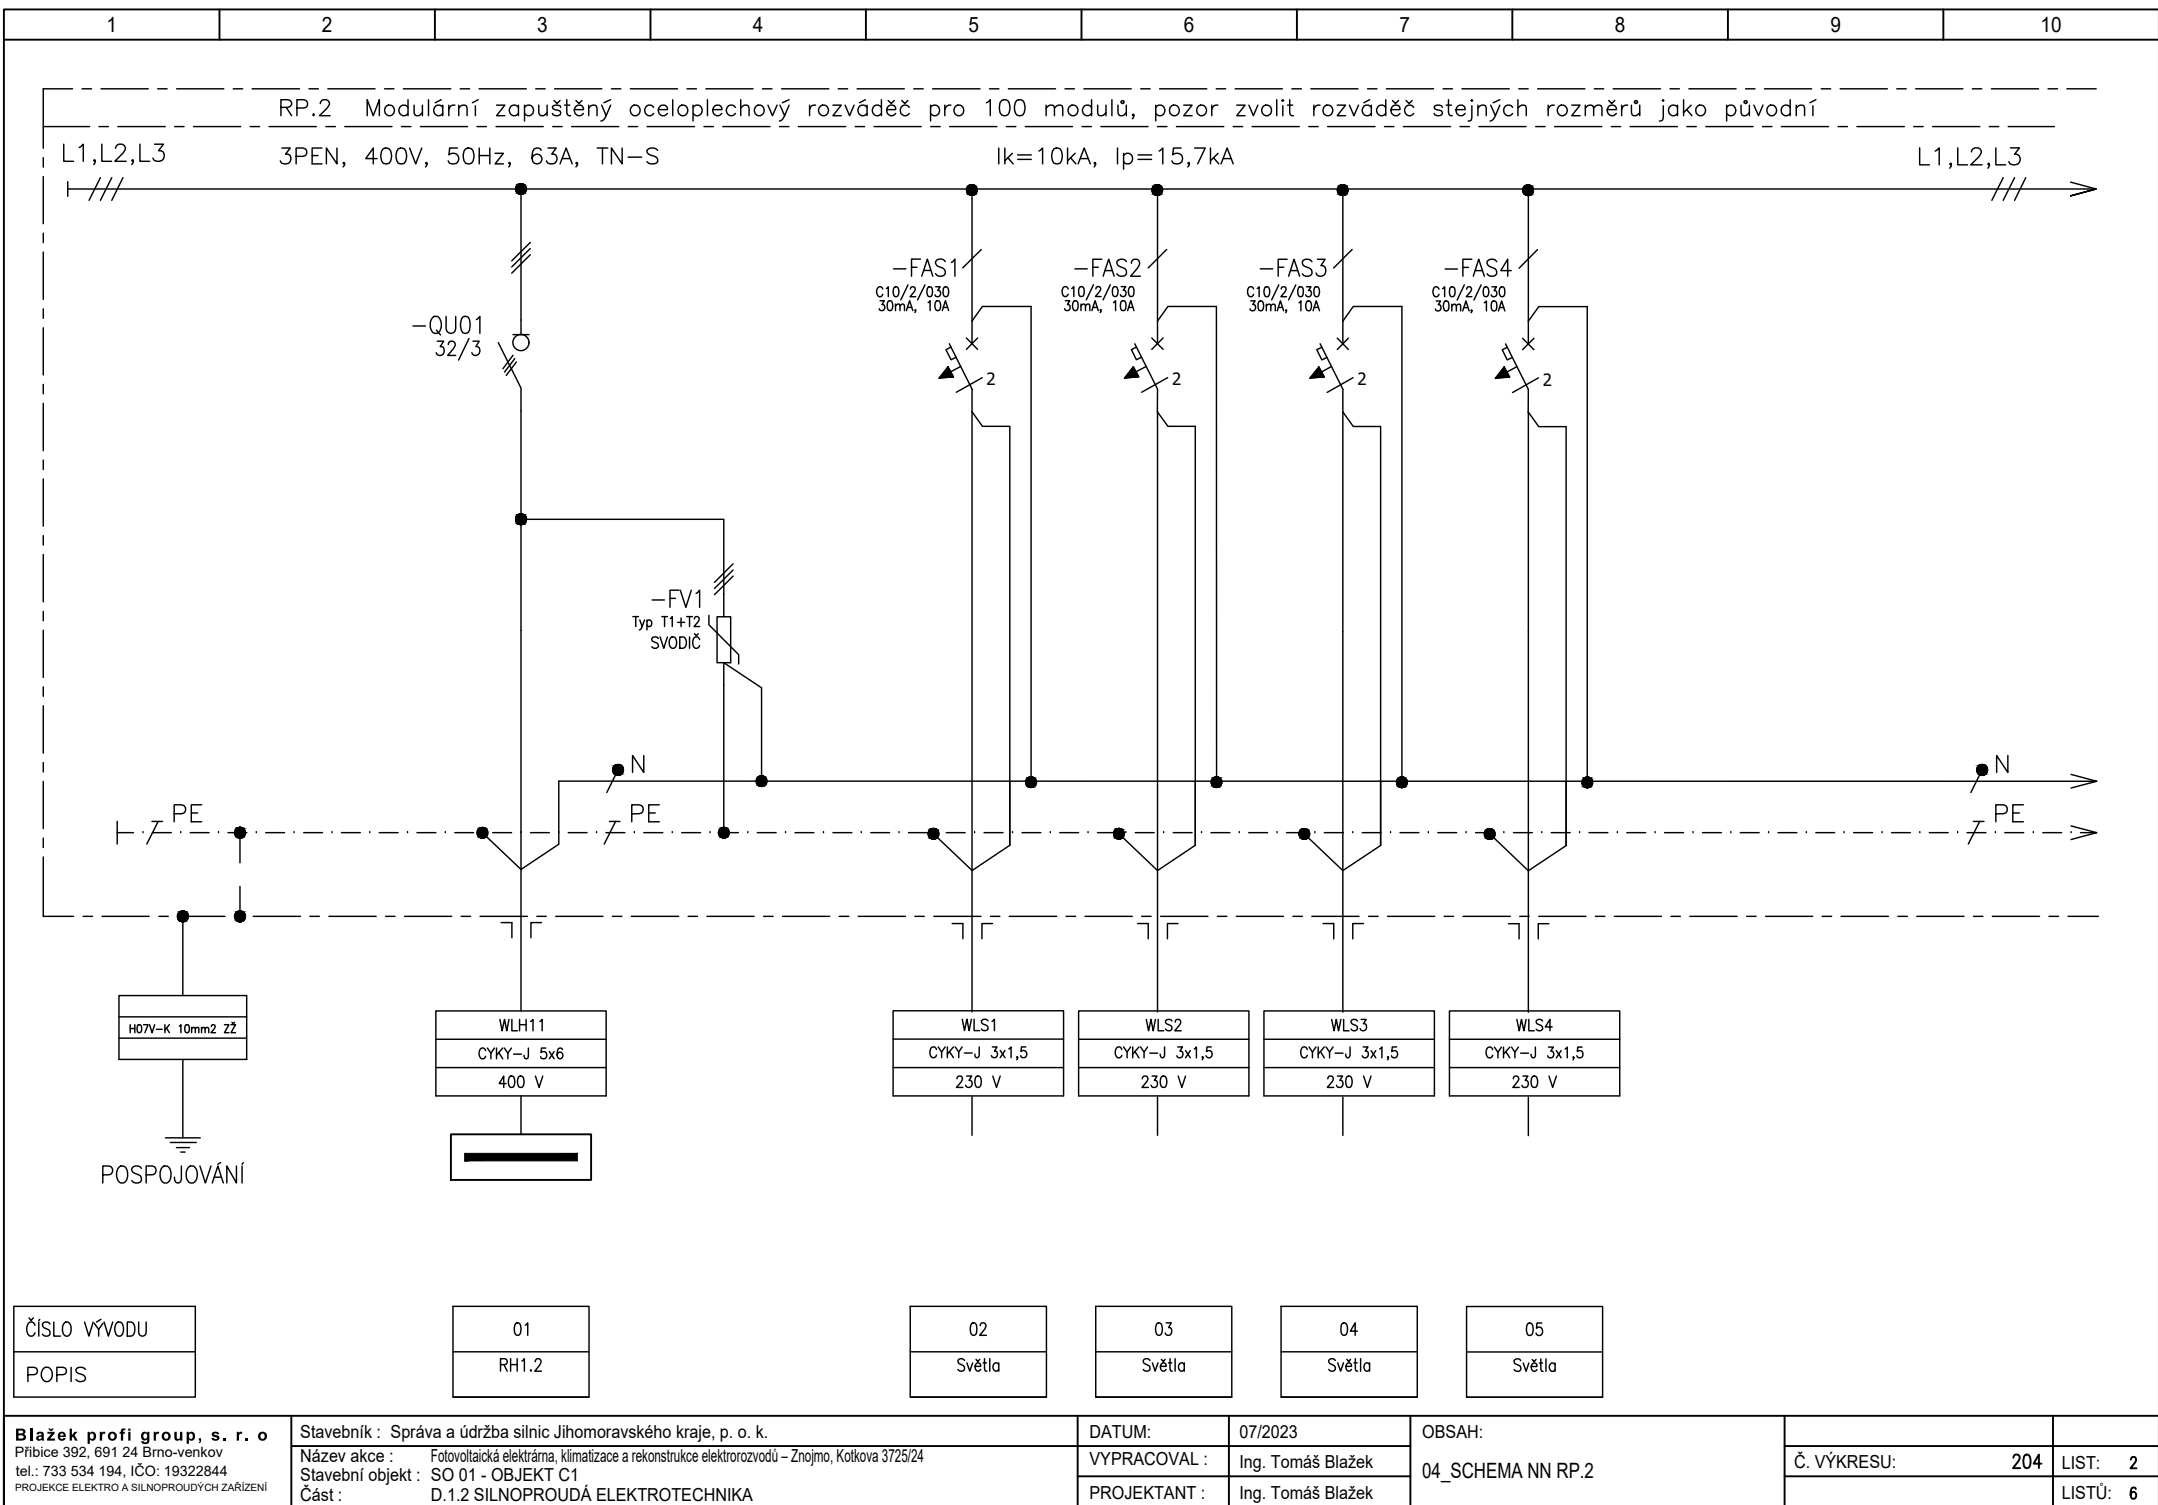 1 2 3 4 5 6 7 8 9 10
RP.2 Modulární zapuštěný oceloplechový rozváděč pro 100 modulů, pozor zvolit rozváděč stejných rozměrů jako původní
L1,L2,L3 3PEN, 400V, 50Hz, 63A, TN-S Ik=10kA, Ip=15,7kA L1,L2,L3
-QU01
32/3
-FV1
Typ T1+T2
SVODIČ
-FAS1
C10/2/030
30mA, 10A
2
-FAS2
C10/2/030
30mA, 10A
2
-FAS3
C10/2/030
30mA, 10A
2
-FAS4
C10/2/030
30mA, 10A
2
N N
PE PE PE
H07V-K 10mm2 ZŽ
POSPOJOVÁNÍ
WLH11
CYKY-J 5x6
400 V
WLS1
CYKY-J 3x1,5
230 V
WLS2
CYKY-J 3x1,5
230 V
WLS3
CYKY-J 3x1,5
230 V
WLS4
CYKY-J 3x1,5
230 V
ČÍSLO VÝVODU 01 02 03 04 05
POPIS RH1.2 Světla Světla Světla Světla
Blažek profi group, s. r. o
Přibice 392, 691 24 Brno-venkov
tel.: 733 534 194, IČO: 19322844
PROJEKCE ELEKTRO A SILNOPROUDÝCH ZAŘÍZENÍ
Stavebník : Správa a údržba silnic Jihomoravského kraje, p. o. k.
Název akce : Fotovoltaická elektrárna, klimatizace a rekonstrukce elektrorozvodů – Znojmo, Kotkova 3725/24
Stavební objekt : SO 01 - OBJEKT C1
Část : D.1.2 SILNOPROUDÁ ELEKTROTECHNIKA
DATUM: 07/2023
VYPRACOVAL : Ing. Tomáš Blažek
PROJEKTANT : Ing. Tomáš Blažek
OBSAH:
04_SCHEMA NN RP.2
Č. VÝKRESU: 204
LIST: 2
LISTŮ: 6